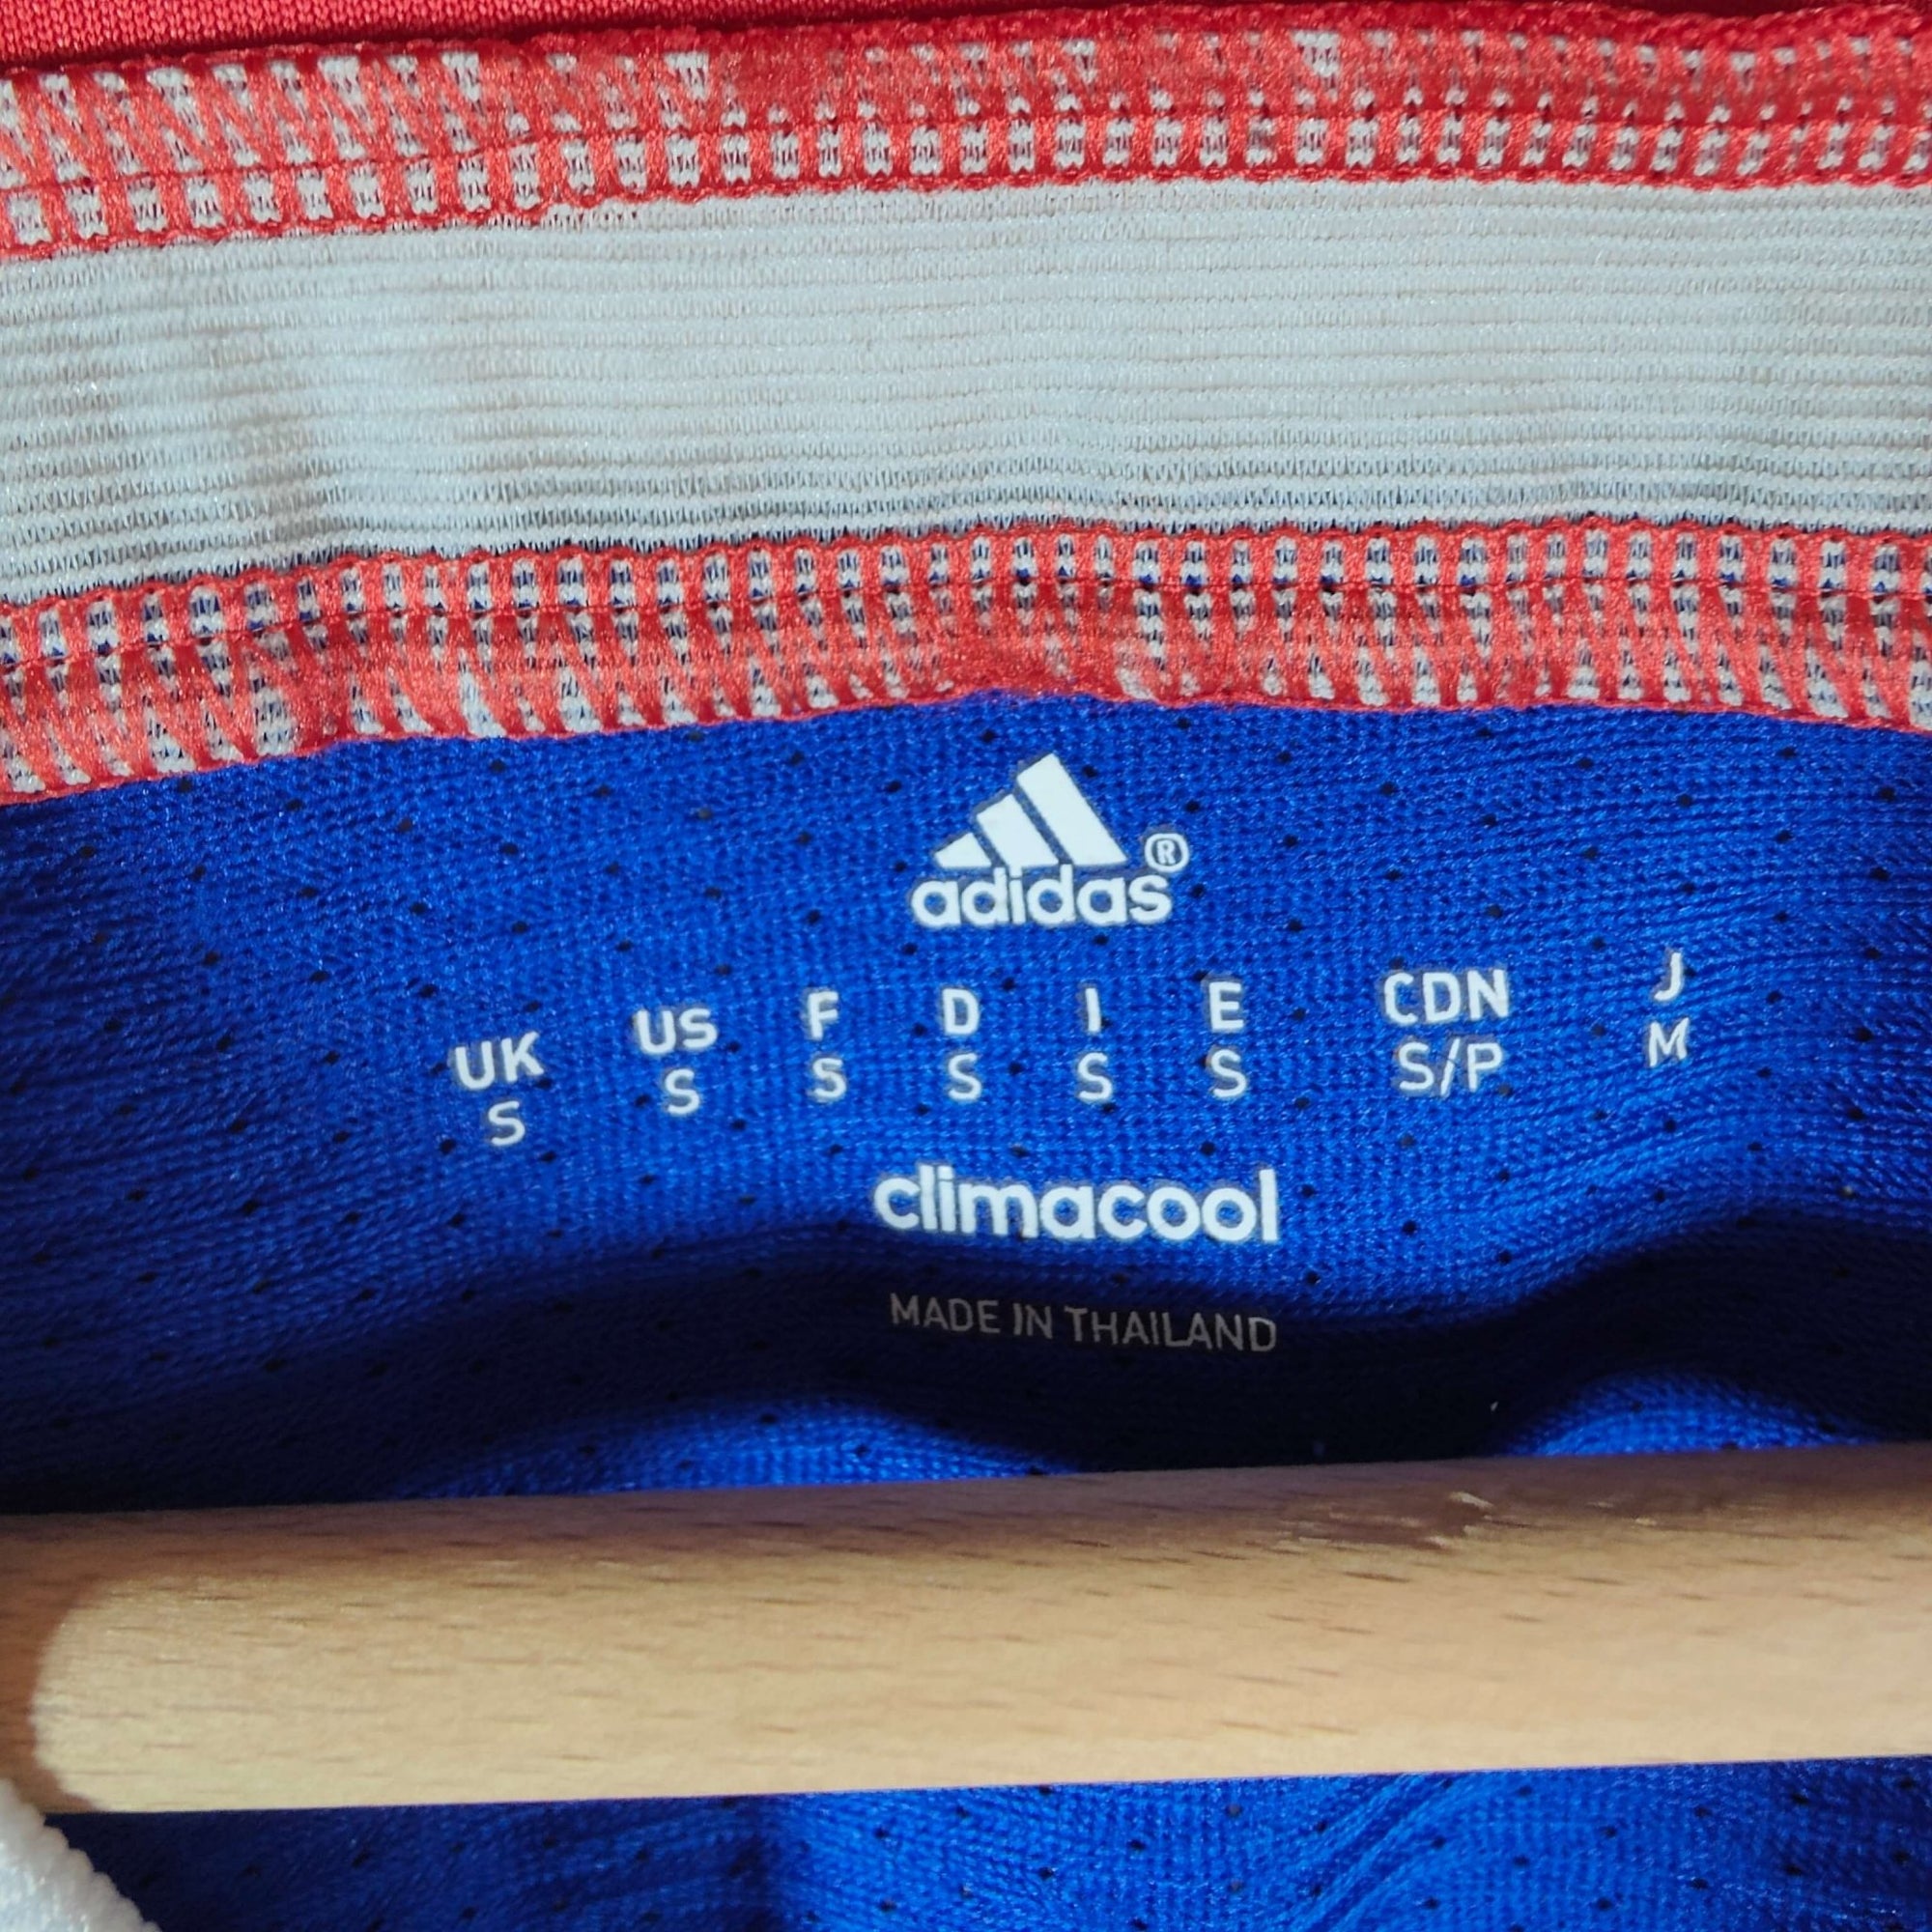 adidas®
UK US F D I E CDN J
S S S S S S S/P M
climacool
MADE IN THAILAND